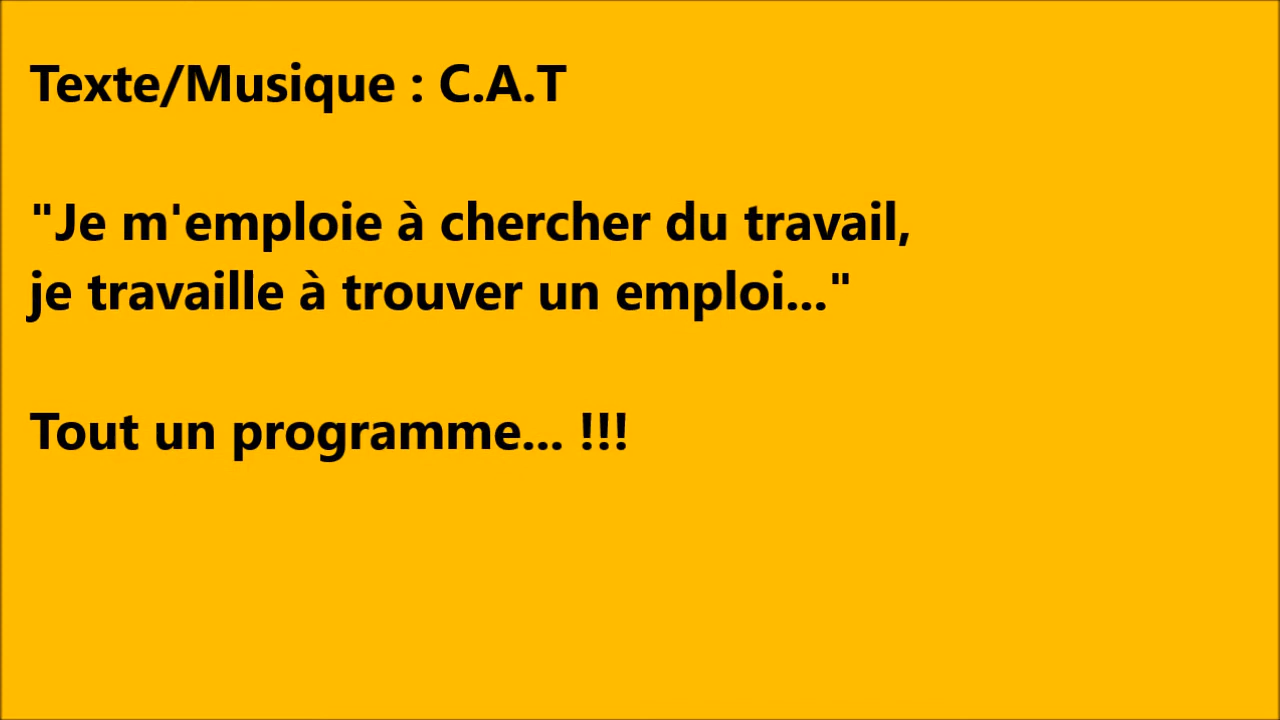 Texte/Musique : C.A.T
"Je m'emploie à chercher du travail,
je travaille à trouver un emploi..."
Tout un programme... !!!